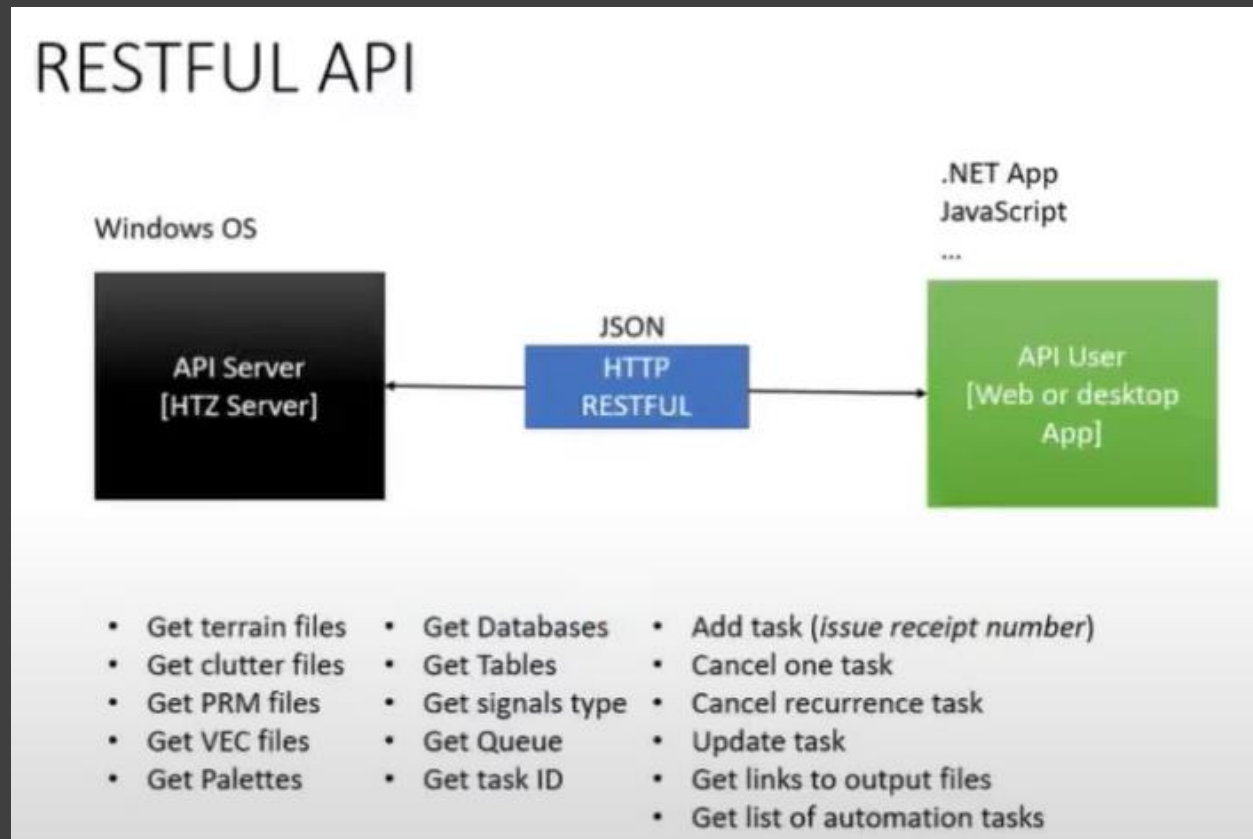 RESTFUL API
Windows OS
.NET App
JavaScript
...
API Server
[HTZ Server]
JSON
HTTP
RESTFUL
API User
[Web or desktop
App]
• Get terrain files
• Get clutter files
• Get PRM files
• Get VEC files
• Get Palettes
• Get Databases
• Get Tables
• Get signals type
• Get Queue
• Get task ID
• Add task (issue receipt number)
• Cancel one task
• Cancel recurrence task
• Update task
• Get links to output files
• Get list of automation tasks